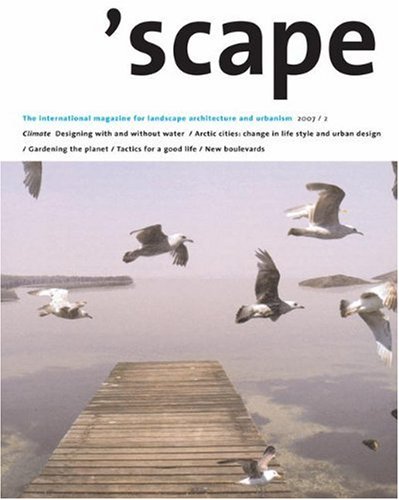 'scape
The international magazine for landscape architecture and urbanism 2007 / 2
Climate Designing with and without water / Arctic cities: change in life style and urban design
/ Gardening the planet / Tactics for a good life / New boulevards